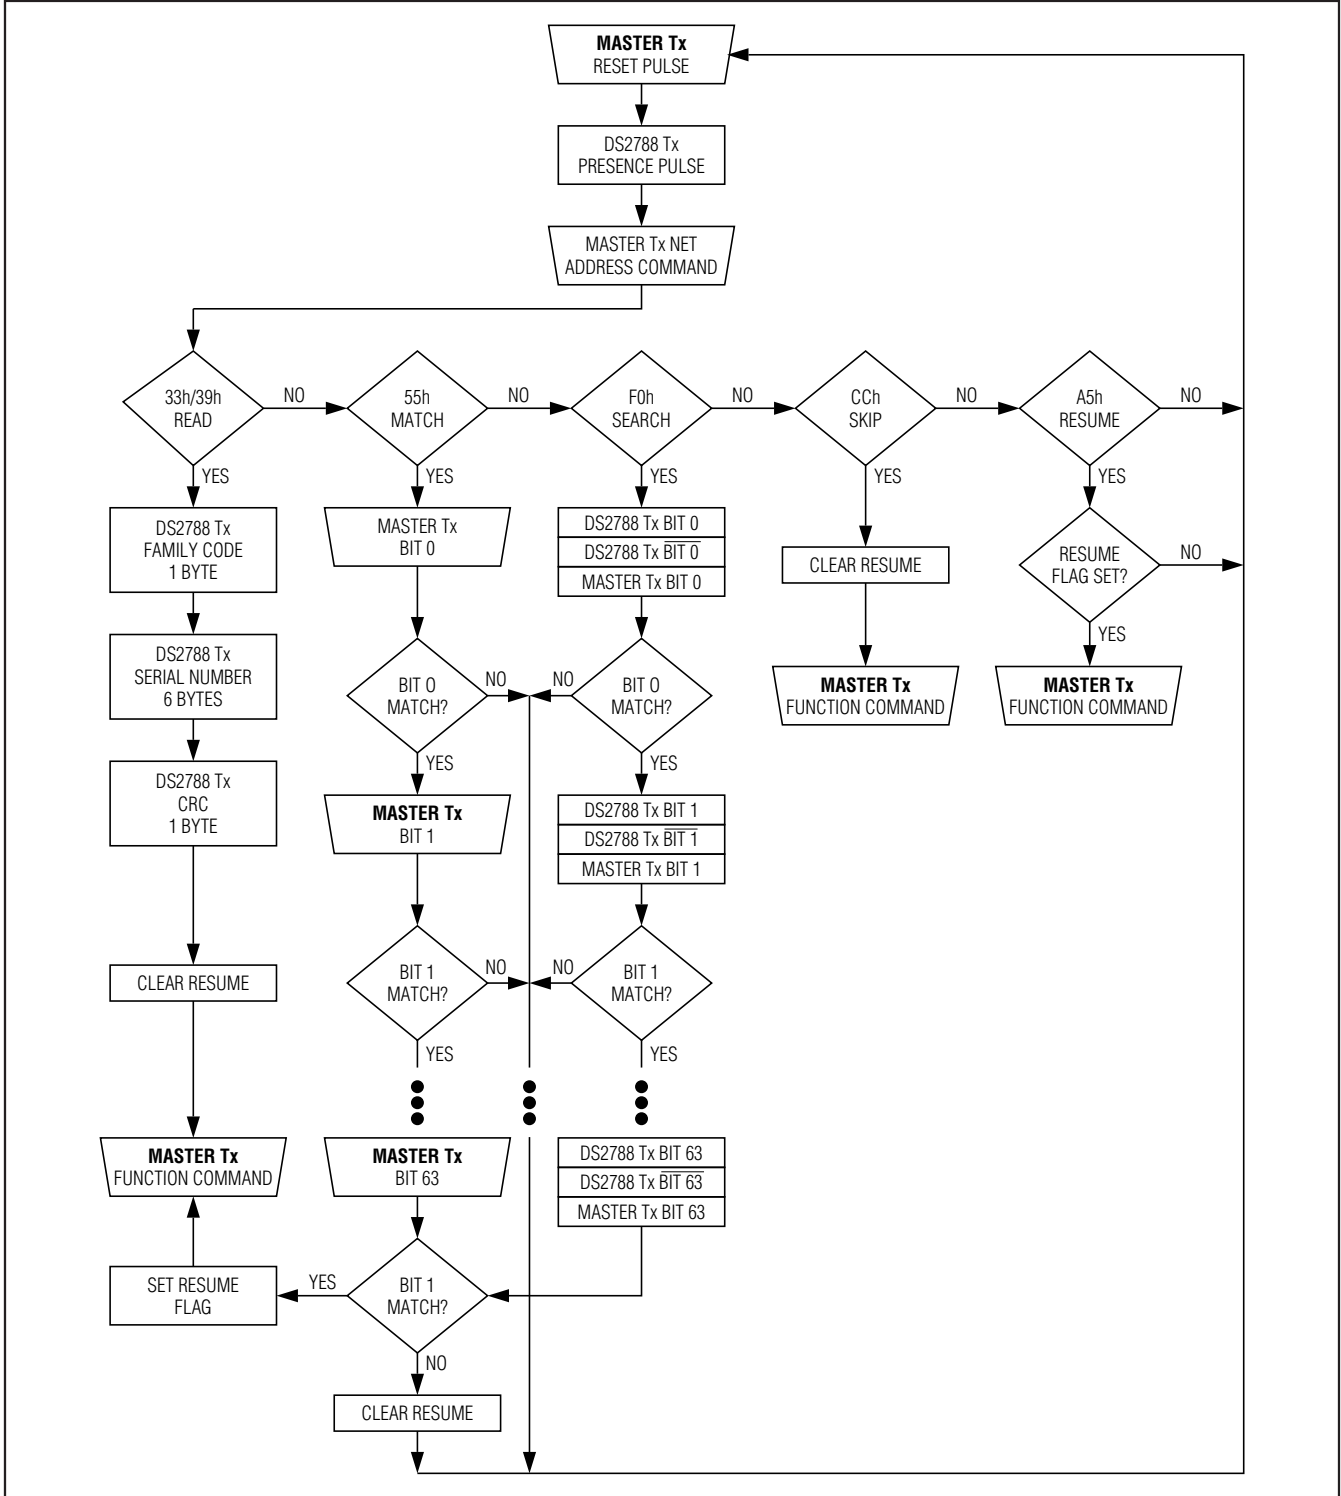 MASTER Tx
RESET PULSE
DS2788 Tx
PRESENCE PULSE
MASTER Tx NET
ADDRESS COMMAND
33h/39h
READ
NO
55h
MATCH
NO
F0h
SEARCH
NO
CCh
SKIP
NO
A5h
RESUME
NO
YES
YES
YES
YES
YES
DS2788 Tx
FAMILY CODE
1 BYTE
MASTER Tx
BIT 0
DS2788 Tx BIT 0
DS2788 Tx B̅I̅T̅ ̅0̅
MASTER Tx BIT 0
CLEAR RESUME
RESUME
FLAG SET?
NO
YES
DS2788 Tx
SERIAL NUMBER
6 BYTES
BIT 0
MATCH?
NO
NO
BIT 0
MATCH?
MASTER Tx
FUNCTION COMMAND
MASTER Tx
FUNCTION COMMAND
YES
YES
DS2788 Tx
CRC
1 BYTE
MASTER Tx
BIT 1
DS2788 Tx BIT 1
DS2788 Tx B̅I̅T̅ ̅1̅
MASTER Tx BIT 1
CLEAR RESUME
BIT 1
MATCH?
NO
NO
BIT 1
MATCH?
YES
YES
MASTER Tx
FUNCTION COMMAND
MASTER Tx
BIT 63
DS2788 Tx BIT 63
DS2788 Tx B̅I̅T̅ ̅6̅3̅
MASTER Tx BIT 63
SET RESUME
FLAG
YES
BIT 1
MATCH?
NO
CLEAR RESUME